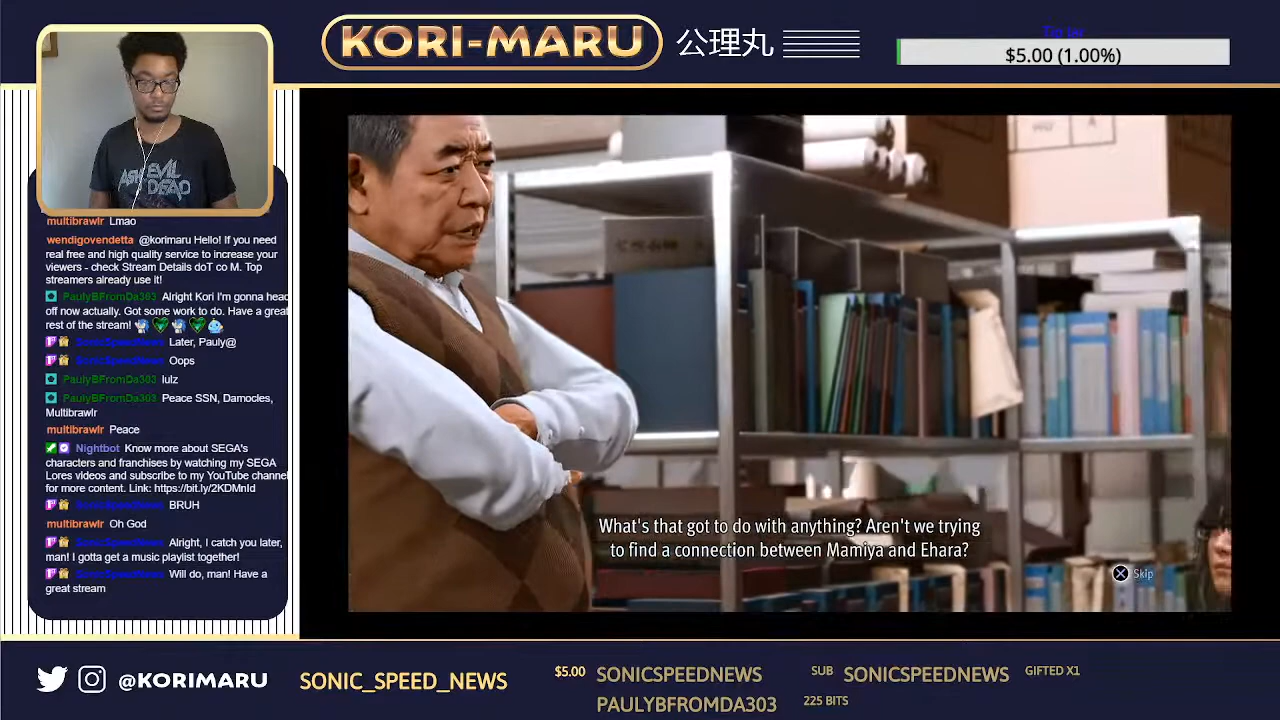 KORI-MARU 公理丸
Tip Jar
$5.00 (1.00%)
EVIL
DEAD
multibrawlr Lmao
wendigovendetta @korimaru Hello! If you need
real free and high quality service to increase your
viewers - check Stream Details doT co M. Top
streamers already use it!
PaulyBFromDa303 Alright Kori I'm gonna head
off now actually. Got some work to do. Have a great
rest of the stream!
SonicSpeedNews Later, Pauly@
SonicSpeedNews Oops
PaulyBFromDa303 lulz
PaulyBFromDa303 Peace SSN, Damocles,
Multibrawlr
multibrawlr Peace
Nightbot Know more about SEGA's
characters and franchises by watching my SEGA
Lores videos and subscribe to my YouTube channel
for more content. Link: https://bit.ly/2KDMnId
SonicSpeedNews BRUH
multibrawlr Oh God
SonicSpeedNews Alright, I catch you later,
man! I gotta get a music playlist together!
SonicSpeedNews Will do, man! Have a
great stream
What's that got to do with anything? Aren't we trying
to find a connection between Mamiya and Ehara?
Skip
@KORIMARU
SONIC_SPEED_NEWS
$5.00 SONICSPEEDNEWS
PAULYBFROMDA303
SUB SONICSPEEDNEWS GIFTED X1
225 BITS